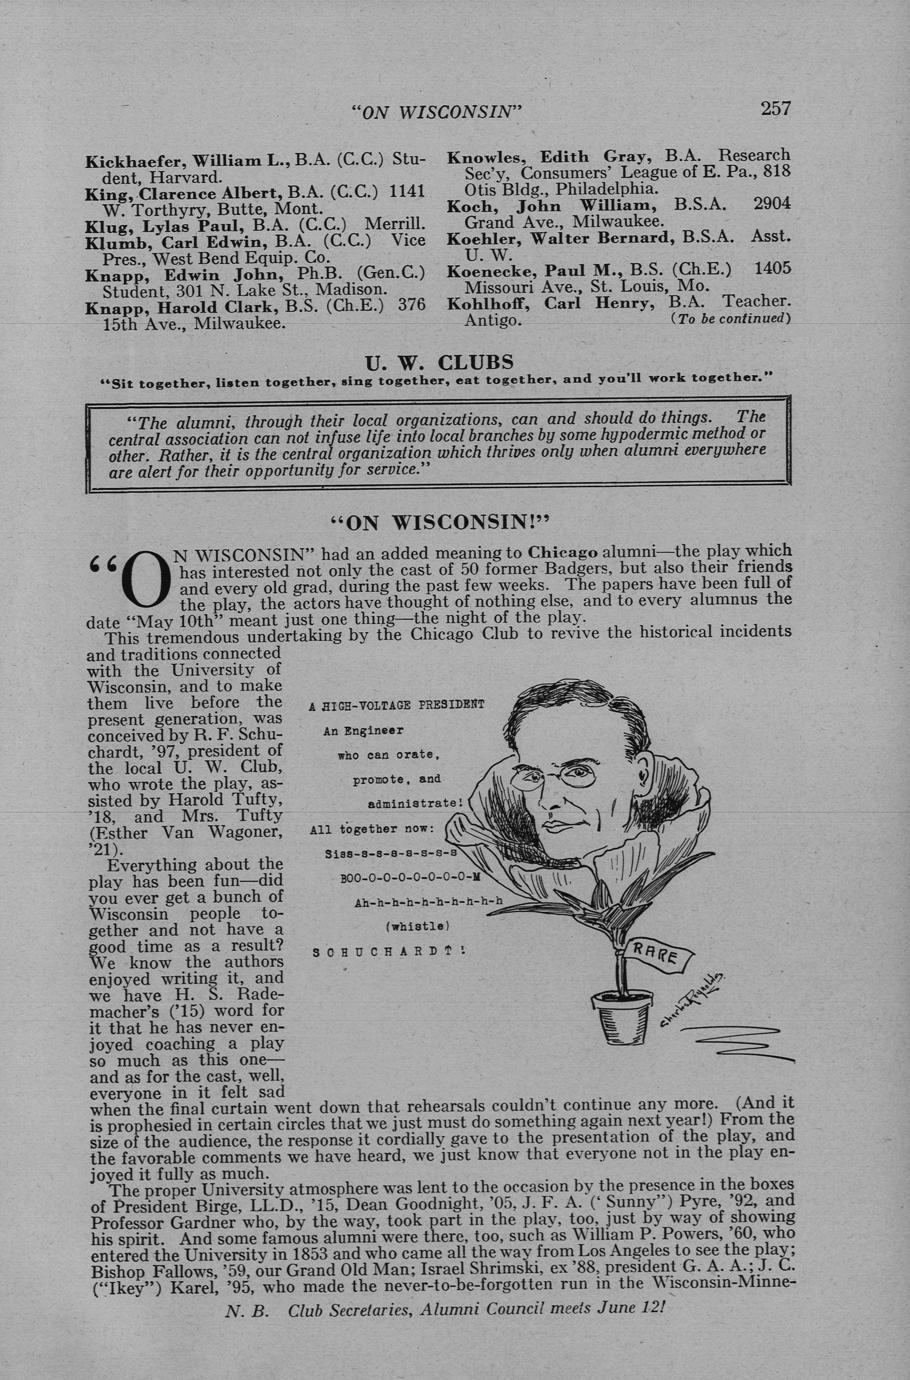 "ON WISCONSIN"
257
Kickhaefer, William L., B.A. (C.C.) Stu-
dent, Harvard.
King, Clarence Albert, B.A. (C.C.) 1141
W. Torthyry, Butte, Mont.
Klug, Lylas Paul, B.A. (C.C.) Merrill.
Klumb, Carl Edwin, B.A. (C.C.) Vice
Pres., West Bend Equip. Co.
Knapp, Edwin John, Ph.B. (Gen.C.)
Student, 301 N. Lake St., Madison.
Knapp, Harold Clark, B.S. (Ch.E.) 376
15th Ave., Milwaukee.
Knowles, Edith Gray, B.A. Research
Sec'y, Consumers' League of E. Pa., 818
Otis Bldg., Philadelphia.
Koch, John William, B.S.A. 2904
Grand Ave., Milwaukee.
Koehler, Walter Bernard, B.S.A. Asst.
U. W.
Koenecke, Paul M., B.S. (Ch.E.) 1405
Missouri Ave., St. Louis, Mo.
Kohlhoff, Carl Henry, B.A. Teacher.
Antigo. (To be continued)
U. W. CLUBS
"Sit together, listen together, sing together, eat together, and you'll work together."
"The alumni, through their local organizations, can and should do things. The
central association can not infuse life into local branches by some hypodermic method or
other. Rather, it is the central organization which thrives only when alumni everywhere
are alert for their opportunity for service."
"ON WISCONSIN!"
"ON WISCONSIN" had an added meaning to Chicago alumni—the play which
has interested not only the cast of 50 former Badgers, but also their friends
and every old grad, during the past few weeks. The papers have been full of
the play, the actors have thought of nothing else, and to every alumnus the
date "May 10th" meant just one thing—the night of the play.
This tremendous undertaking by the Chicago Club to revive the historical incidents
and traditions connected
with the University of
Wisconsin, and to make
them live before the
present generation, was
conceived by R. F. Schu-
chardt, '97, president of
the local U. W. Club,
who wrote the play, as-
sisted by Harold Tufty,
'18, and Mrs. Tufty
(Esther Van Wagoner,
'21).
Everything about the
play has been fun—did
you ever get a bunch of
Wisconsin people to-
gether and not have a
good time as a result?
We know the authors
enjoyed writing it, and
we have H. S. Rade-
macher's ('15) word for
it that he has never en-
joyed coaching a play
so much as this one—
and as for the cast, well,
everyone in it felt sad
A HIGH-VOLTAGE PRESIDENT
An Engineer
who can orate,
promote, and
administrate!
All together now:
Siss-s-s-s-s-s-s-s
BOO-O-O-O-O-O-O-O-M
Ah-h-h-h-h-h-h-h-h-h
(whistle)
SCHUCHARDT!
RARE
when the final curtain went down that rehearsals couldn't continue any more. (And it
is prophesied in certain circles that we just must do something again next year!) From the
size of the audience, the response it cordially gave to the presentation of the play, and
the favorable comments we have heard, we just know that everyone not in the play en-
joyed it fully as much.
The proper University atmosphere was lent to the occasion by the presence in the boxes
of President Birge, LL.D., '15, Dean Goodnight, '05, J. F. A. (' Sunny") Pyre, '92, and
Professor Gardner who, by the way, took part in the play, too, just by way of showing
his spirit. And some famous alumni were there, too, such as William P. Powers, '60, who
entered the University in 1853 and who came all the way from Los Angeles to see the play;
Bishop Fallows, '59, our Grand Old Man; Israel Shrimski, ex '88, president G. A. A.; J. C.
("Ikey") Karel, '95, who made the never-to-be-forgotten run in the Wisconsin-Minne-
N. B. Club Secretaries, Alumni Council meets June 12!